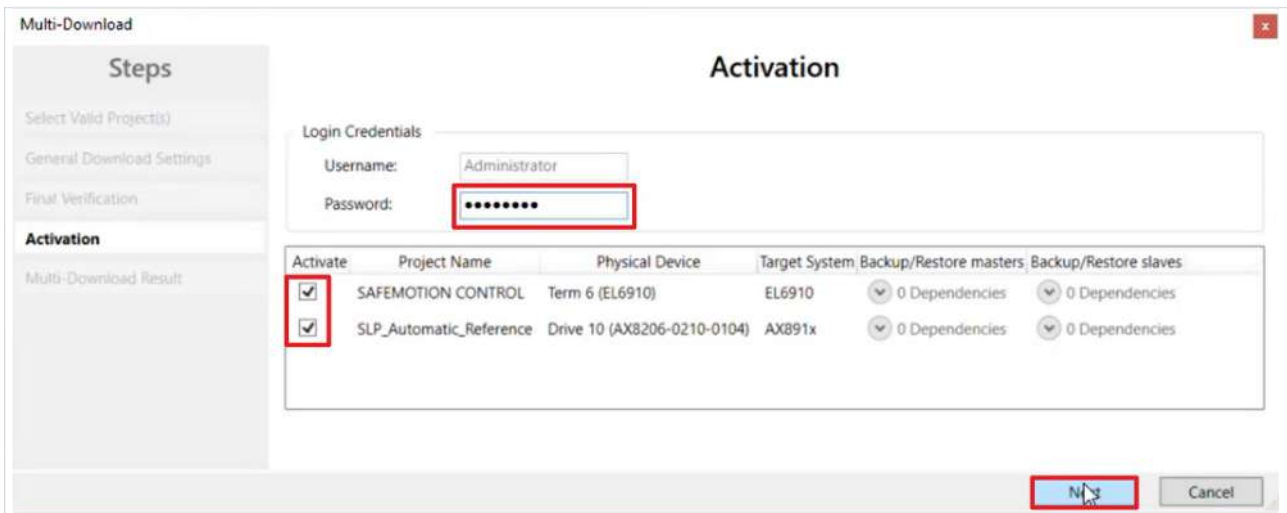 Multi-Download
x
Steps
Select Valid Project(s)
General Download Settings
Final Verification
Activation
Multi-Download Result
Activation
Login Credentials
Username: Administrator
Password: ●●●●●●●●
Activate Project Name Physical Device Target System Backup/Restore masters Backup/Restore slaves
SAFEMOTION CONTROL Term 6 (EL6910) EL6910 0 Dependencies 0 Dependencies
SLP_Automatic_Reference Drive 10 (AX8206-0210-0104) AX891x 0 Dependencies 0 Dependencies
Next Cancel